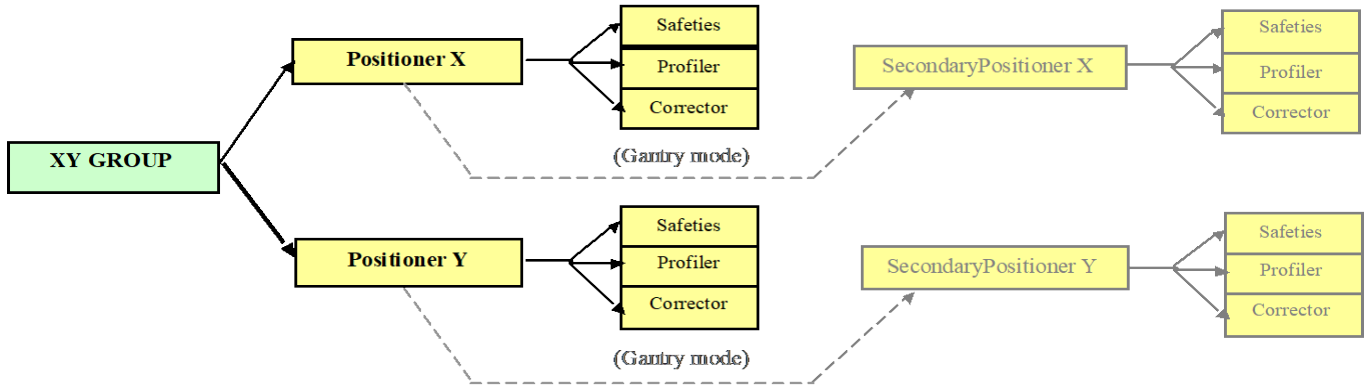 Safeties
Positioner X
Profiler
Corrector
SecondaryPositioner X
Safeties
Profiler
Corrector
(Gantry mode)
XY GROUP
Safeties
Positioner Y
Profiler
Corrector
SecondaryPositioner Y
Safeties
Profiler
Corrector
(Gantry mode)